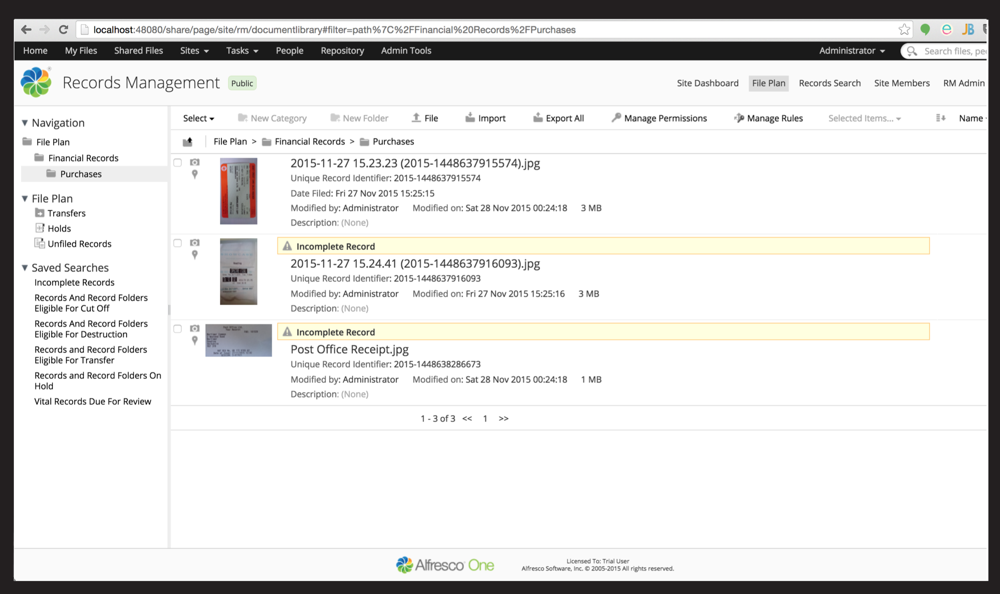 localhost:48080/share/page/site/rm/documentlibrary#filter=path%7C%2FFinancial%20Records%2FPurchases
Home My Files Shared Files Sites Tasks People Repository Admin Tools Administrator Search files, pe
Records Management Public
Site Dashboard File Plan Records Search Site Members RM Admin
Navigation
File Plan
Financial Records
Purchases
File Plan
Transfers
Holds
Unfiled Records
Saved Searches
Incomplete Records
Records And Record Folders
Eligible For Cut Off
Records And Record Folders
Eligible For Destruction
Records and Record Folders
Eligible For Transfer
Records and Record Folders On
Hold
Vital Records Due For Review
Select New Category New Folder File Import Export All Manage Permissions Manage Rules Selected Items... Name
File Plan > Financial Records > Purchases
2015-11-27 15.23.23 (2015-1448637915574).jpg
Unique Record Identifier: 2015-1448637915574
Date Filed: Fri 27 Nov 2015 15:25:15
Modified by: Administrator Modified on: Sat 28 Nov 2015 00:24:18 3 MB
Description: (None)
Incomplete Record
2015-11-27 15.24.41 (2015-1448637916093).jpg
Unique Record Identifier: 2015-1448637916093
Modified by: Administrator Modified on: Fri 27 Nov 2015 15:25:16 3 MB
Description: (None)
Incomplete Record
Post Office Receipt.jpg
Unique Record Identifier: 2015-1448638286673
Modified by: Administrator Modified on: Sat 28 Nov 2015 00:24:18 1 MB
Description: (None)
1 - 3 of 3 << 1 >>
Alfresco One
Licensed To: Trial User
Alfresco Software, Inc. © 2005-2015 All rights reserved.